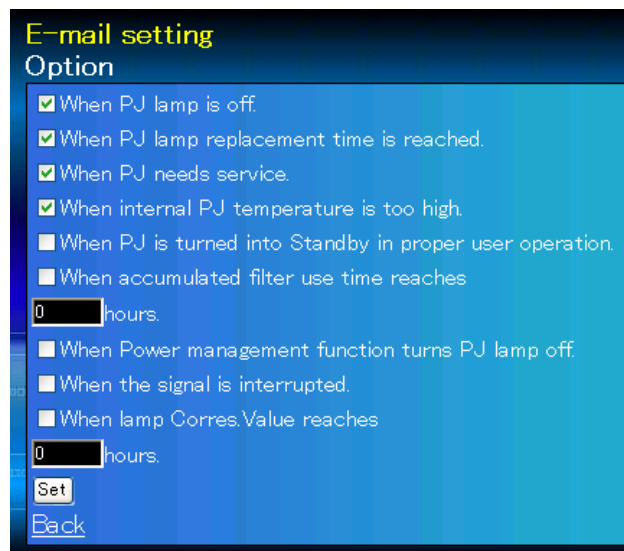 E-mail setting
Option
When PJ lamp is off.
When PJ lamp replacement time is reached.
When PJ needs service.
When internal PJ temperature is too high.
When PJ is turned into Standby in proper user operation.
When accumulated filter use time reaches
0 hours.
When Power management function turns PJ lamp off.
When the signal is interrupted.
When lamp Corres.Value reaches
0 hours.
Set
Back